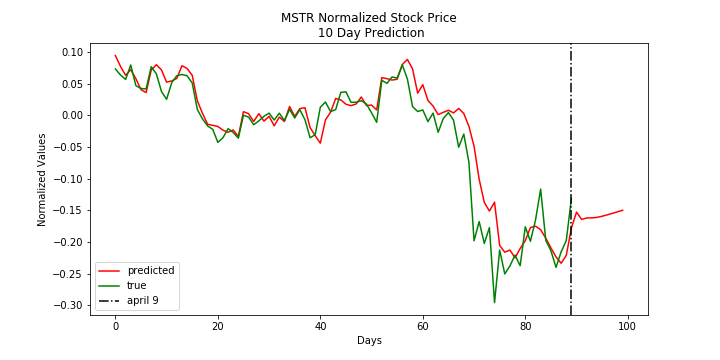 MSTR Normalized Stock Price
10 Day Prediction
Normalized Values
0.10
0.05
0.00
−0.05
−0.10
−0.15
−0.20
−0.25
−0.30
predicted
true
april 9
0
20
40
60
80
100
Days